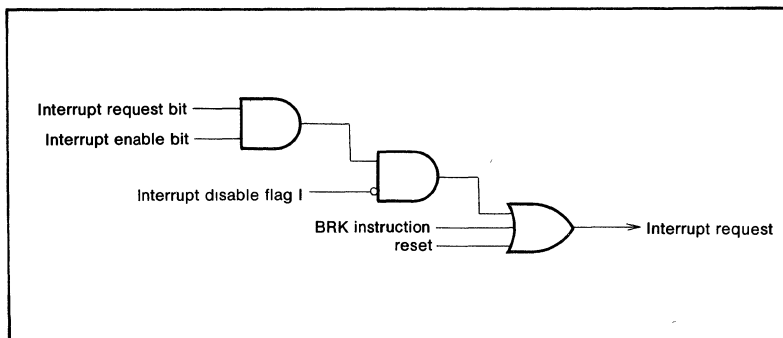 Interrupt request bit
Interrupt enable bit
Interrupt disable flag I
BRK instruction
reset
Interrupt request